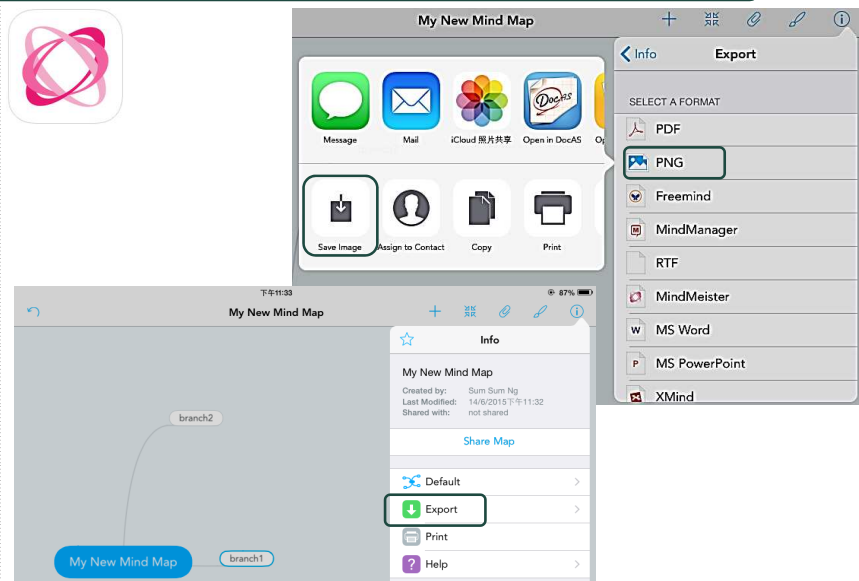 My New Mind Map
Message
Mail
iCloud 照片共享
Open in DocAS
Op
Save Image
Assign to Contact
Copy
Print
Info
Export
SELECT A FORMAT
PDF
PNG
Freemind
MindManager
RTF
MindMeister
W MS Word
P MS PowerPoint
XMind
下午11:33
87%
My New Mind Map
Info
My New Mind Map
Created by: Sum Sum Ng
Last Modified: 14/6/2015下午11:32
Shared with: not shared
Share Map
Default
Export
Print
? Help
branch2
My New Mind Map
branch1